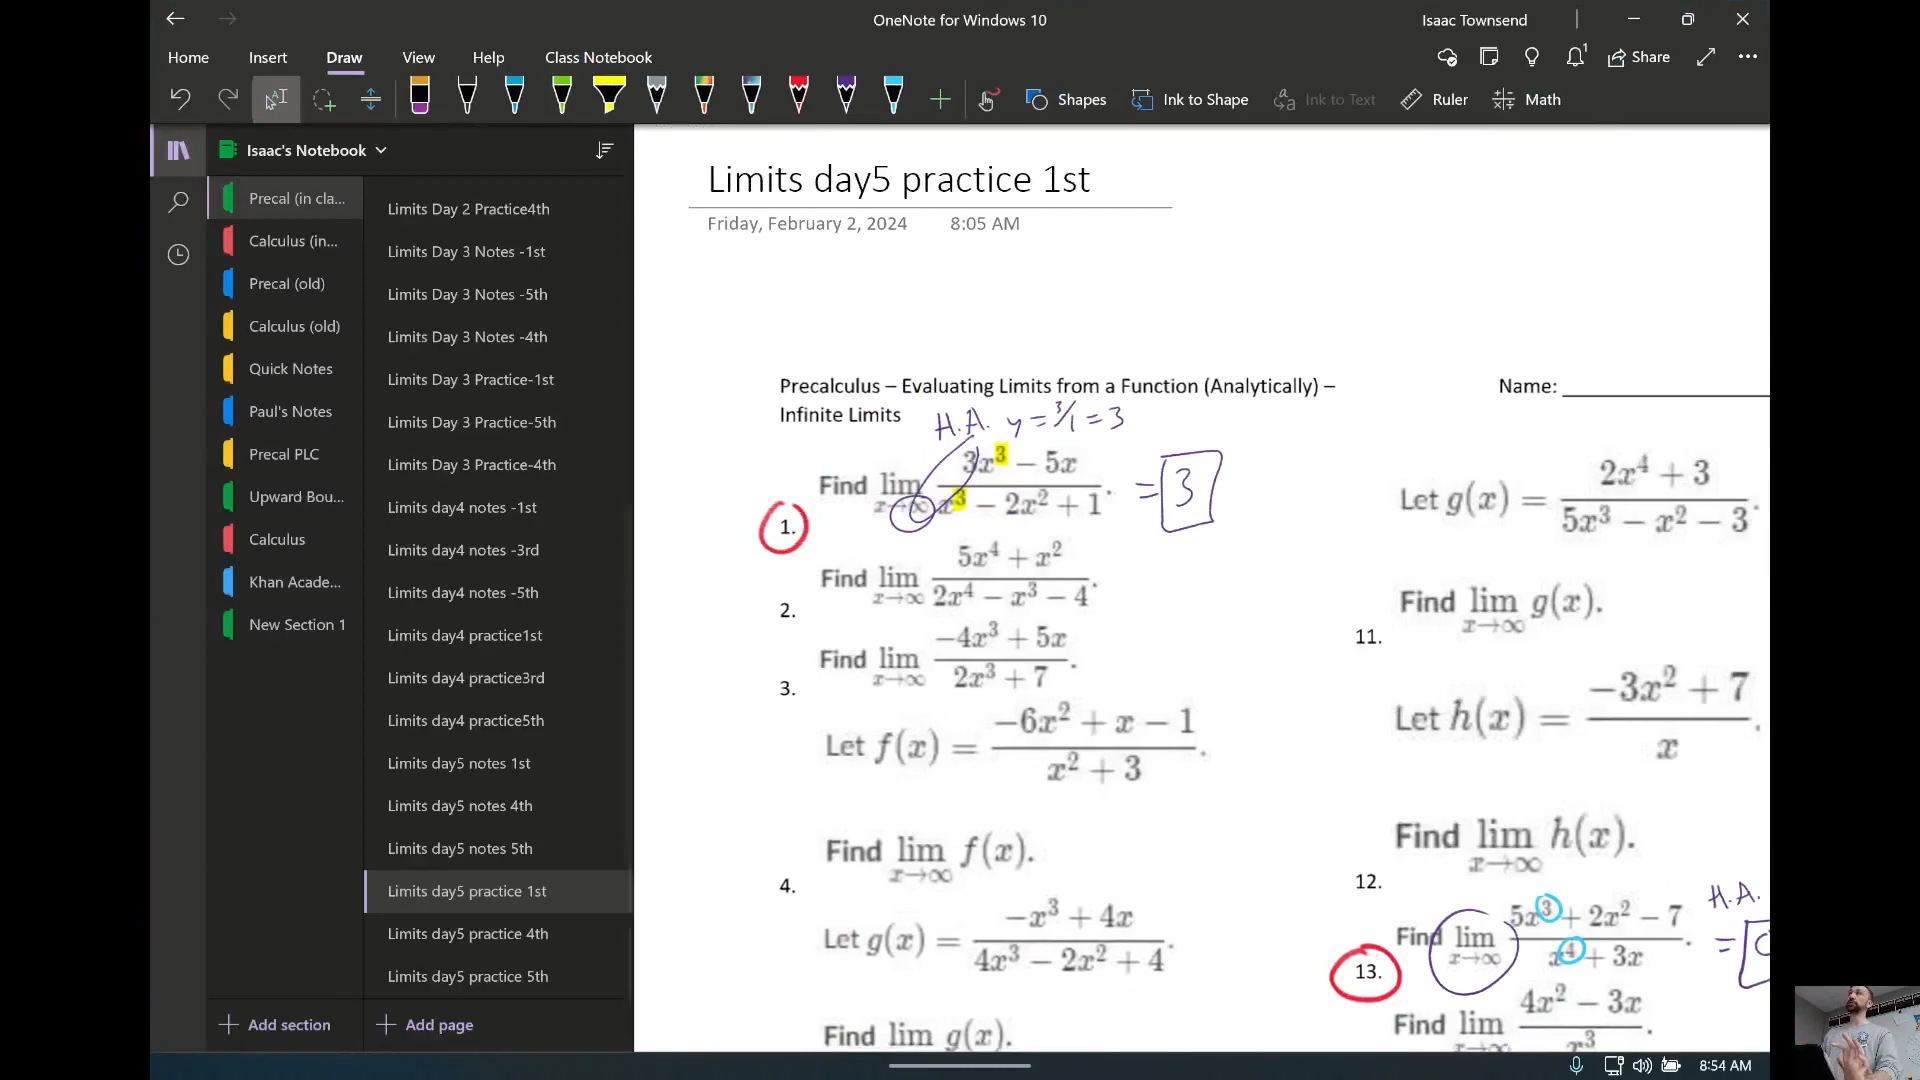 OneNote for Windows 10
Isaac Townsend
Home Insert Draw View Help Class Notebook
1
Share
Shapes Ink to Shape Ink to Text Ruler Math
Isaac's Notebook
Precal (in cla...
Calculus (in...
Precal (old)
Calculus (old)
Quick Notes
Paul's Notes
Precal PLC
Upward Bou...
Calculus
Khan Acade...
New Section 1
Add section
Limits Day 2 Practice4th
Limits Day 3 Notes -1st
Limits Day 3 Notes -5th
Limits Day 3 Notes -4th
Limits Day 3 Practice-1st
Limits Day 3 Practice-5th
Limits Day 3 Practice-4th
Limits day4 notes -1st
Limits day4 notes -3rd
Limits day4 notes -5th
Limits day4 practice1st
Limits day4 practice3rd
Limits day4 practice5th
Limits day5 notes 1st
Limits day5 notes 4th
Limits day5 notes 5th
Limits day5 practice 1st
Limits day5 practice 4th
Limits day5 practice 5th
Add page
Limits day5 practice 1st
Friday, February 2, 2024 8:05 AM
Precalculus – Evaluating Limits from a Function (Analytically) –
Infinite Limits
Name:
H.A. y = 3/1 = 3
1. Find lim x→∞ (3x³ − 5x)/(x³ − 2x² + 1). = 3
2. Find lim x→∞ (5x⁴ + x²)/(2x⁴ − x³ − 4).
3. Find lim x→∞ (−4x³ + 5x)/(2x³ + 7).
Let f(x) = (−6x² + x − 1)/(x² + 3).
4. Find lim x→∞ f(x).
Let g(x) = (−x³ + 4x)/(4x³ − 2x² + 4).
Find lim g(x).
Let g(x) = (2x⁴ + 3)/(5x³ − x² − 3).
Find lim x→∞ g(x).
11.
Let h(x) = (−3x² + 7)/x.
Find lim x→∞ h(x).
12.
H.A.
13. Find lim x→∞ (5x³ + 2x² − 7)/(x⁴ + 3x). =
Find lim x→∞ (4x² − 3x)/x³.
8:54 AM